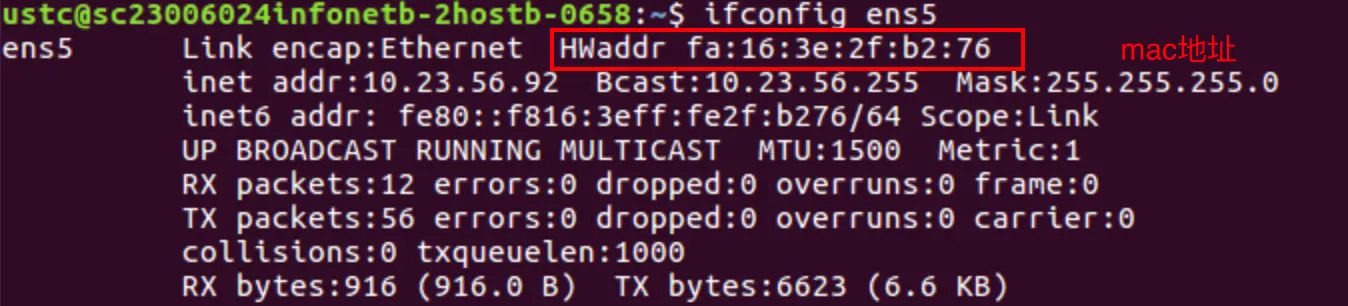 ustc@sc23006024infonetb-2hostb-0658:~$ ifconfig ens5
ens5 Link encap:Ethernet HWaddr fa:16:3e:2f:b2:76 mac地址
inet addr:10.23.56.92 Bcast:10.23.56.255 Mask:255.255.255.0
inet6 addr: fe80::f816:3eff:fe2f:b276/64 Scope:Link
UP BROADCAST RUNNING MULTICAST MTU:1500 Metric:1
RX packets:12 errors:0 dropped:0 overruns:0 frame:0
TX packets:56 errors:0 dropped:0 overruns:0 carrier:0
collisions:0 txqueuelen:1000
RX bytes:916 (916.0 B) TX bytes:6623 (6.6 KB)